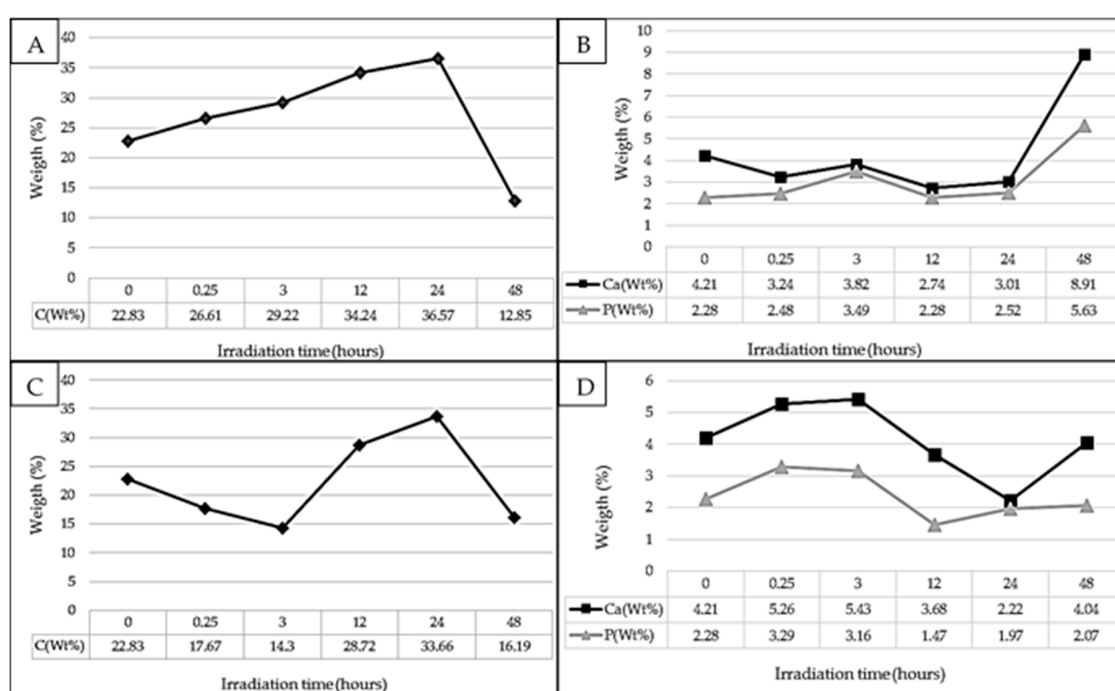 A
Weigth (%)
40
35
30
25
20
15
10
5
0
0 0.25 3 12 24 48
C(Wt%) 22.83 26.61 29.22 34.24 36.57 12.85
Irradiation time(hours)
B
Weigth (%)
10
9
8
7
6
5
4
3
2
1
0
0 0.25 3 12 24 48
Ca(Wt%) 4.21 3.24 3.82 2.74 3.01 8.91
P(Wt%) 2.28 2.48 3.49 2.28 2.52 5.63
Irradiation time(hours)
C
Weigth (%)
40
35
30
25
20
15
10
5
0
0 0.25 3 12 24 48
C(Wt%) 22.83 17.67 14.3 28.72 33.66 16.19
Irradiation time(hours)
D
Weigth (%)
6
5
4
3
2
1
0
0 0.25 3 12 24 48
Ca(Wt%) 4.21 5.26 5.43 3.68 2.22 4.04
P(Wt%) 2.28 3.29 3.16 1.47 1.97 2.07
Irradiation time(hours)